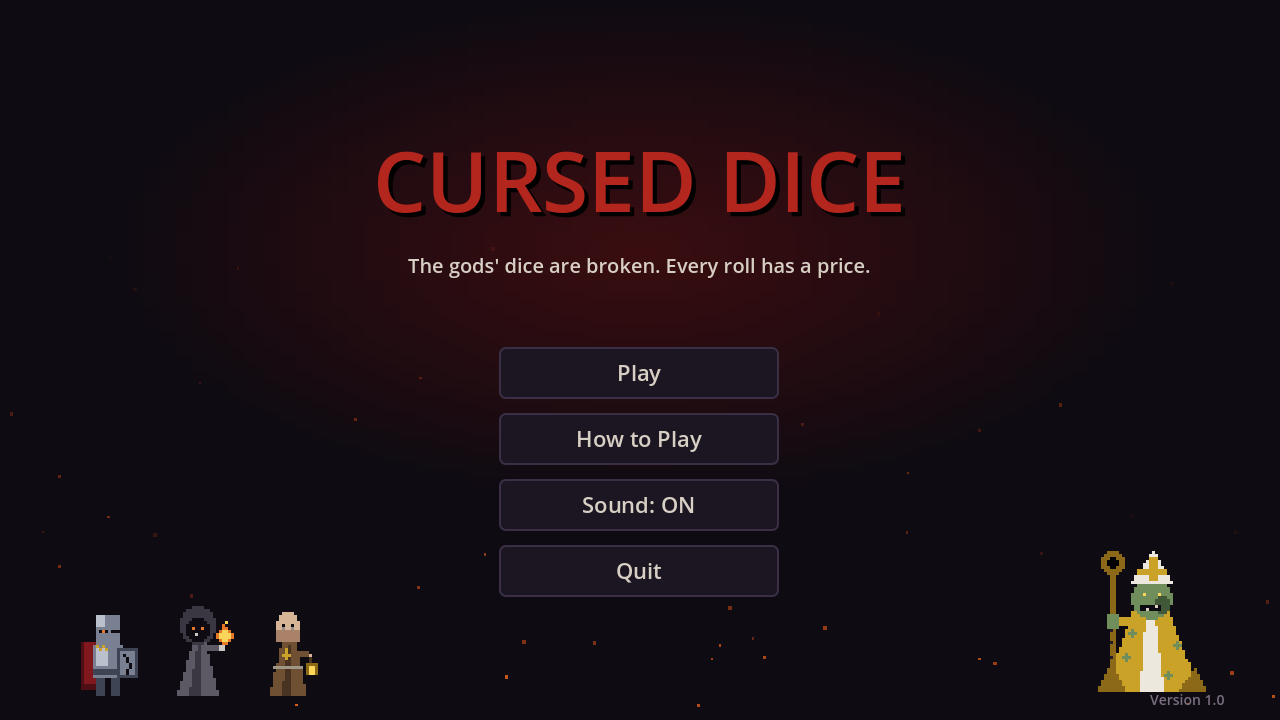 CURSED DICE
The gods' dice are broken. Every roll has a price.
Play
How to Play
Sound: ON
Quit
Version 1.0